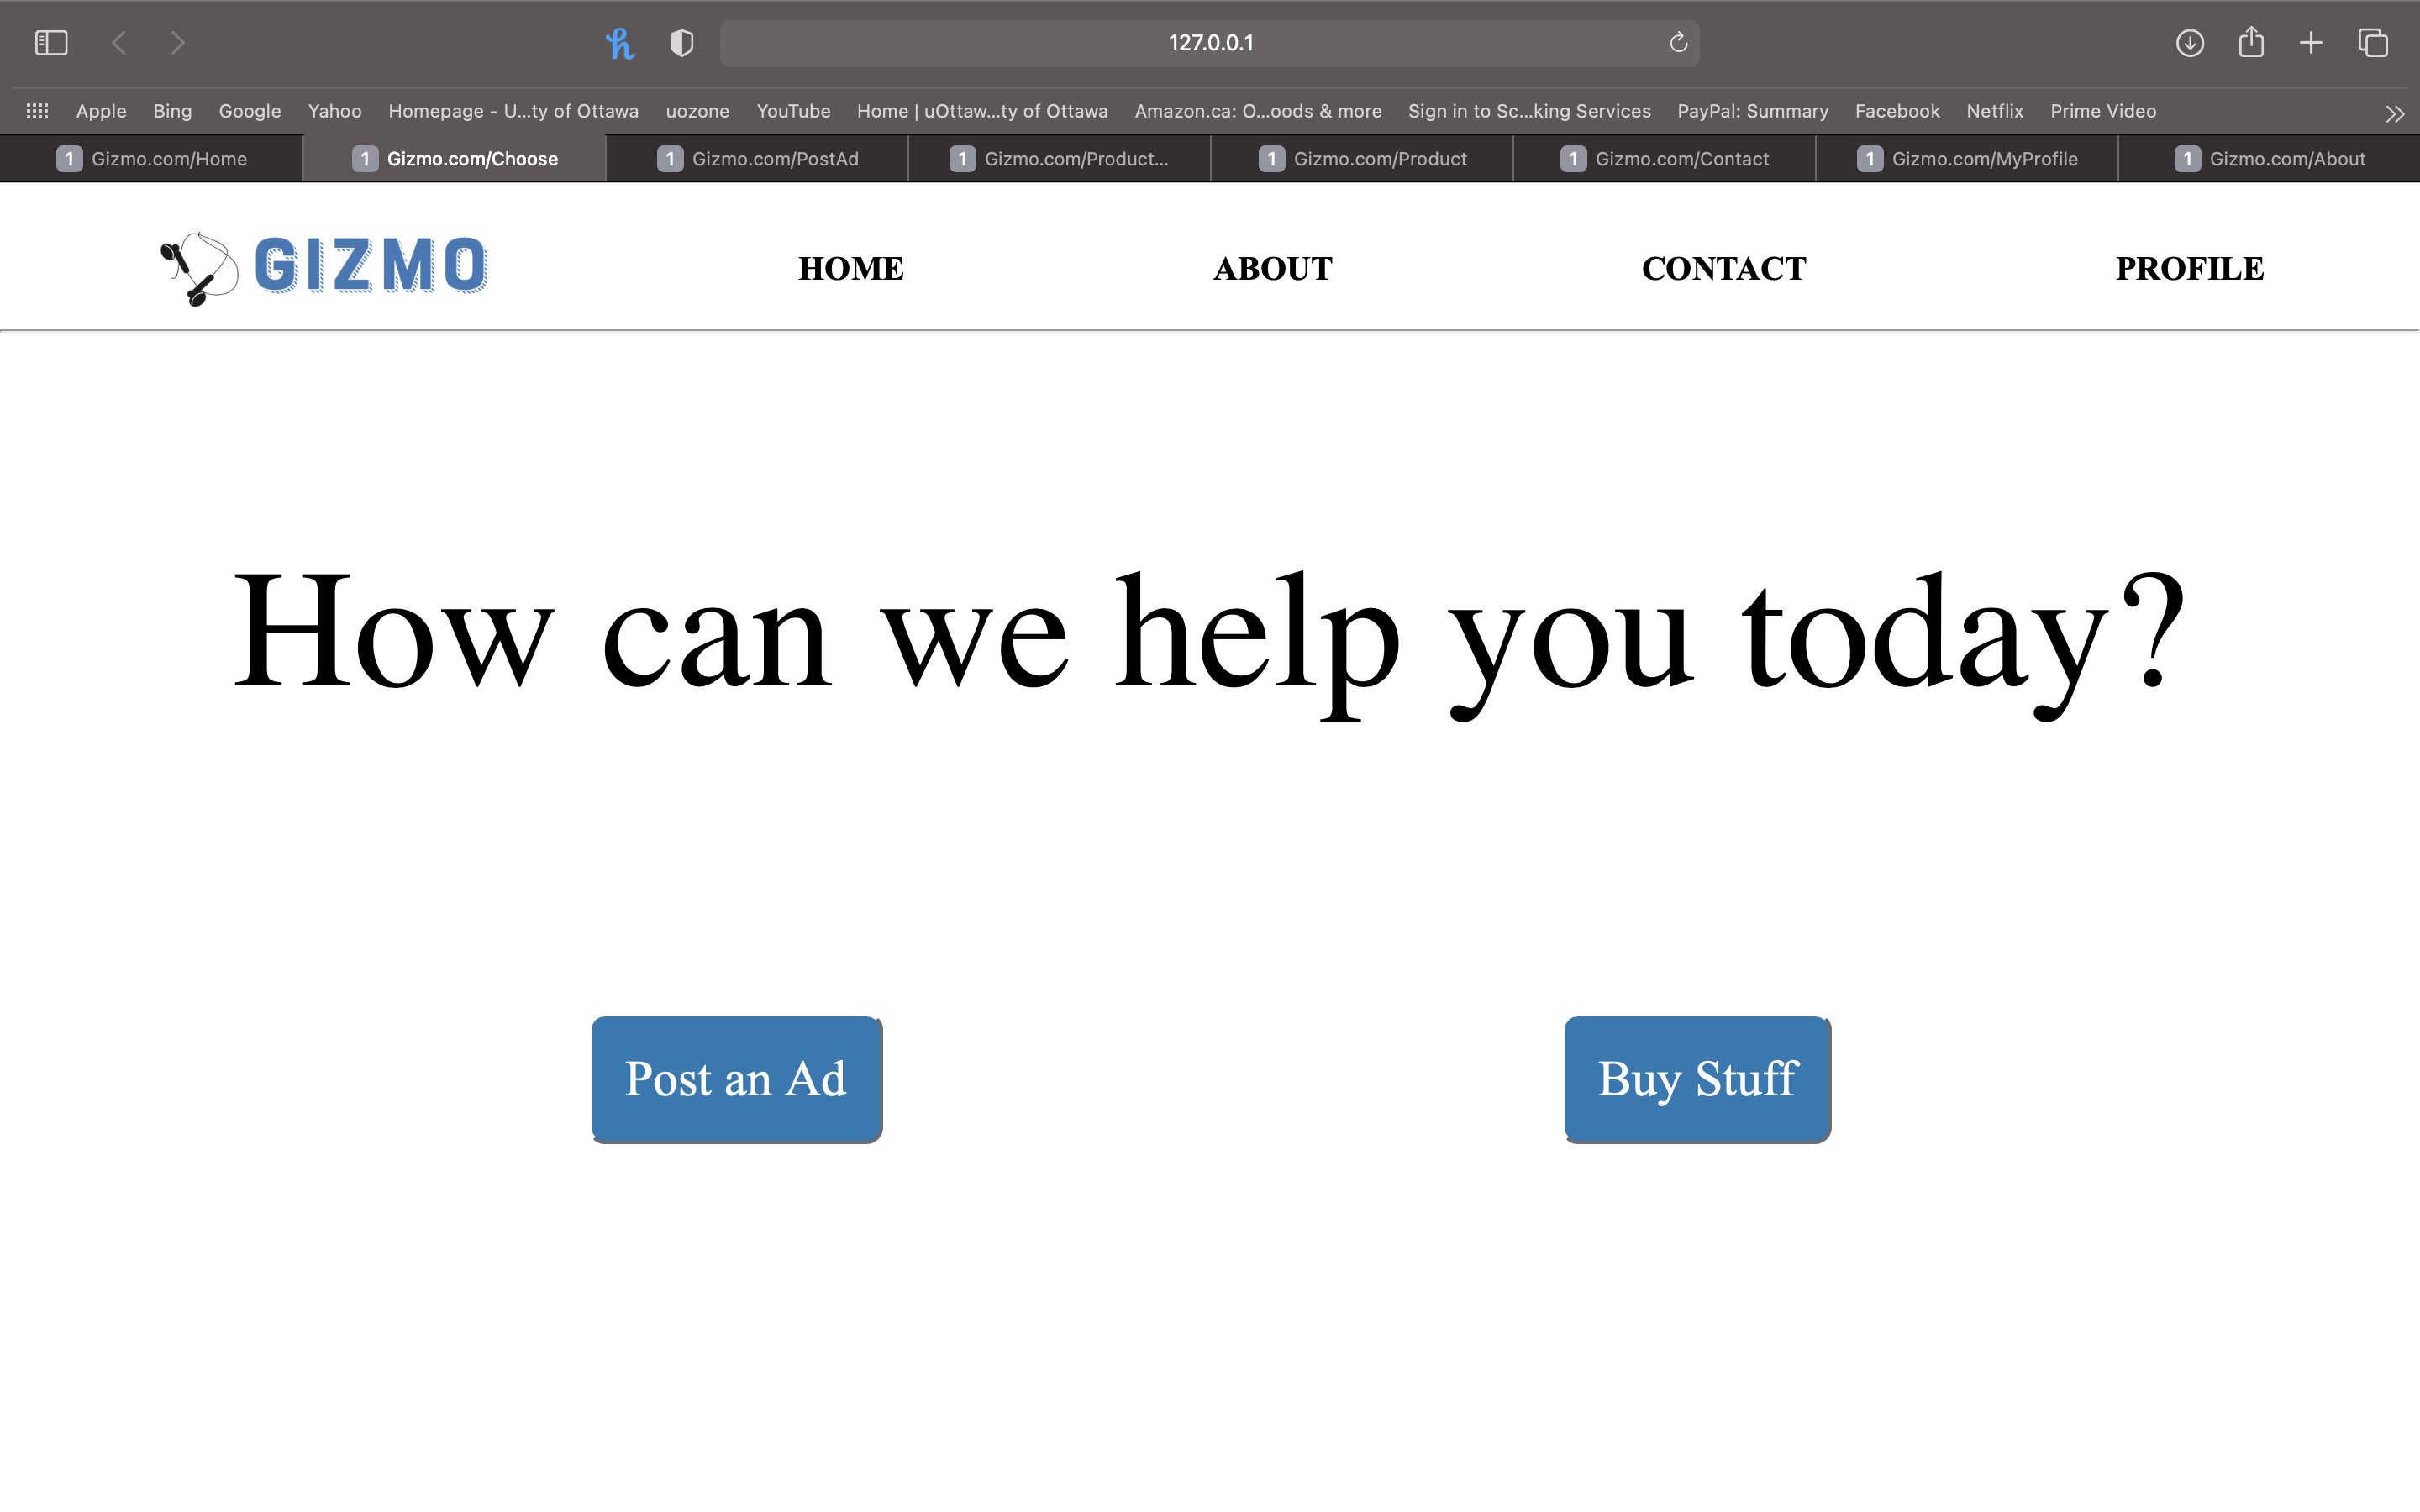 127.0.0.1
Apple Bing Google Yahoo Homepage - U...ty of Ottawa uozone YouTube Home | uOttaw...ty of Ottawa Amazon.ca: O...oods & more Sign in to Sc...king Services PayPal: Summary Facebook Netflix Prime Video
1 Gizmo.com/Home 1 Gizmo.com/Choose 1 Gizmo.com/PostAd 1 Gizmo.com/Product... 1 Gizmo.com/Product 1 Gizmo.com/Contact 1 Gizmo.com/MyProfile 1 Gizmo.com/About
GIZMO HOME ABOUT CONTACT PROFILE
How can we help you today?
Post an Ad Buy Stuff